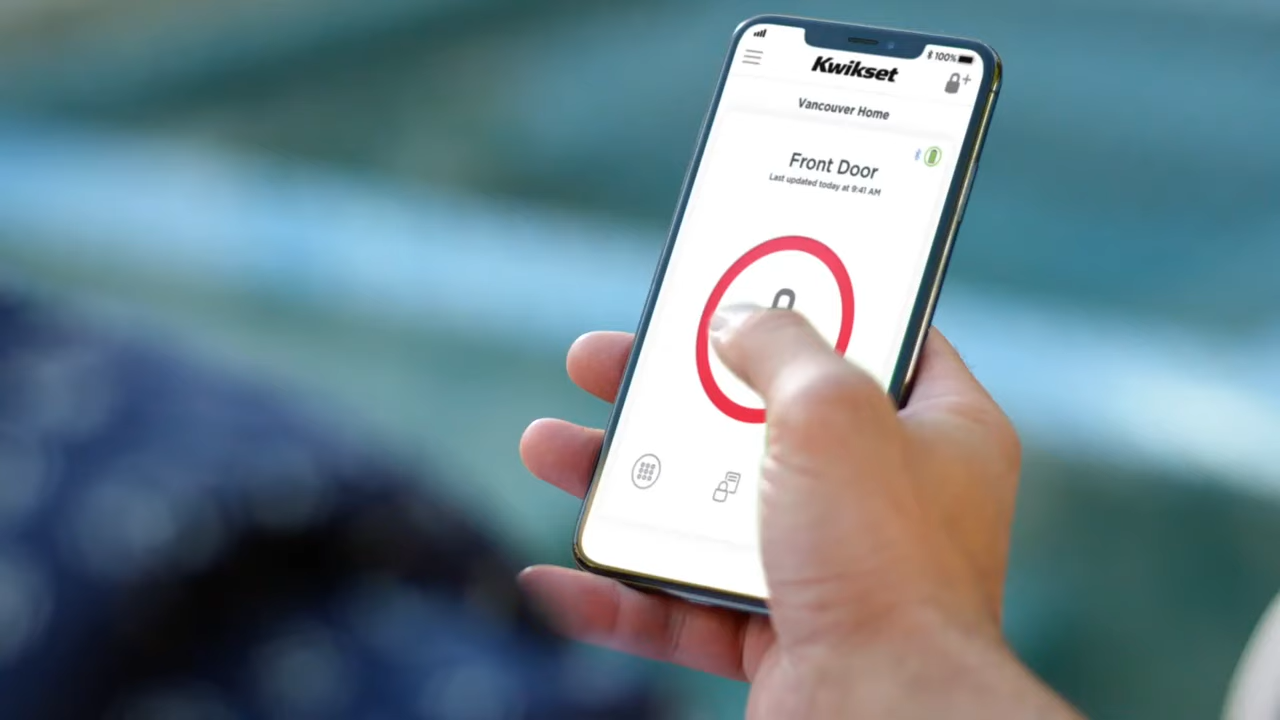 100%
Kwikset
Vancouver Home
Front Door
Last updated today at 9:41 AM